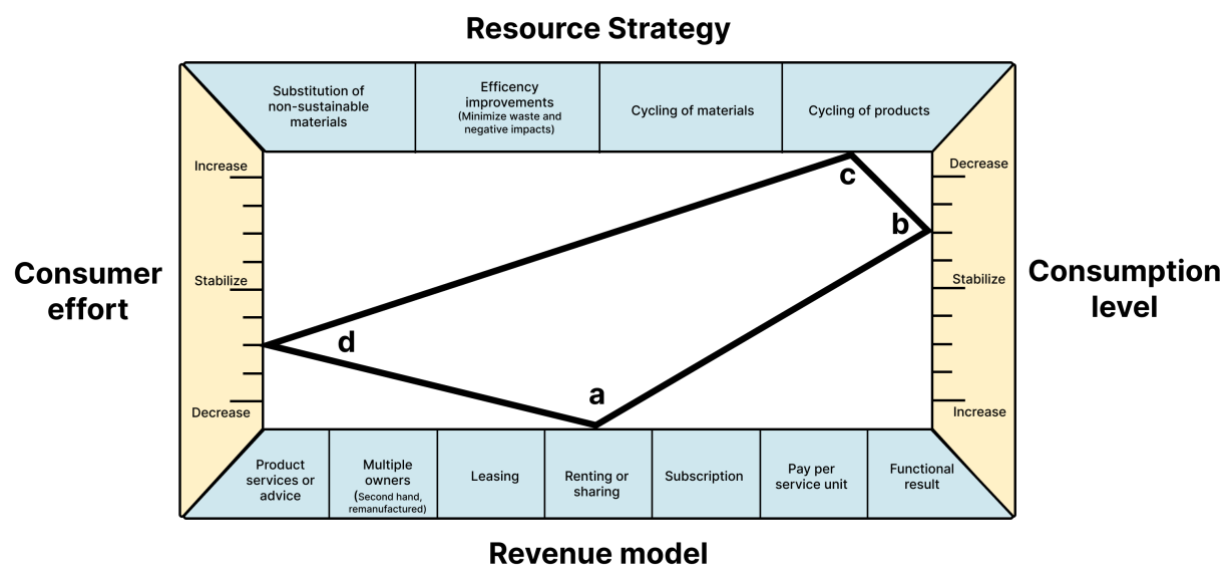 Resource Strategy
Substitution of
non-sustainable
materials
Efficency
improvements
(Minimize waste and
negative impacts)
Cycling of materials
Cycling of products
Increase
Decrease
c
b
Consumer
effort
Stabilize
Stabilize
Consumption
level
d
a
Decrease
Increase
Product
services or
advice
Multiple
owners
(Second hand,
remanufactured)
Leasing
Renting or
sharing
Subscription
Pay per
service unit
Functional
result
Revenue model